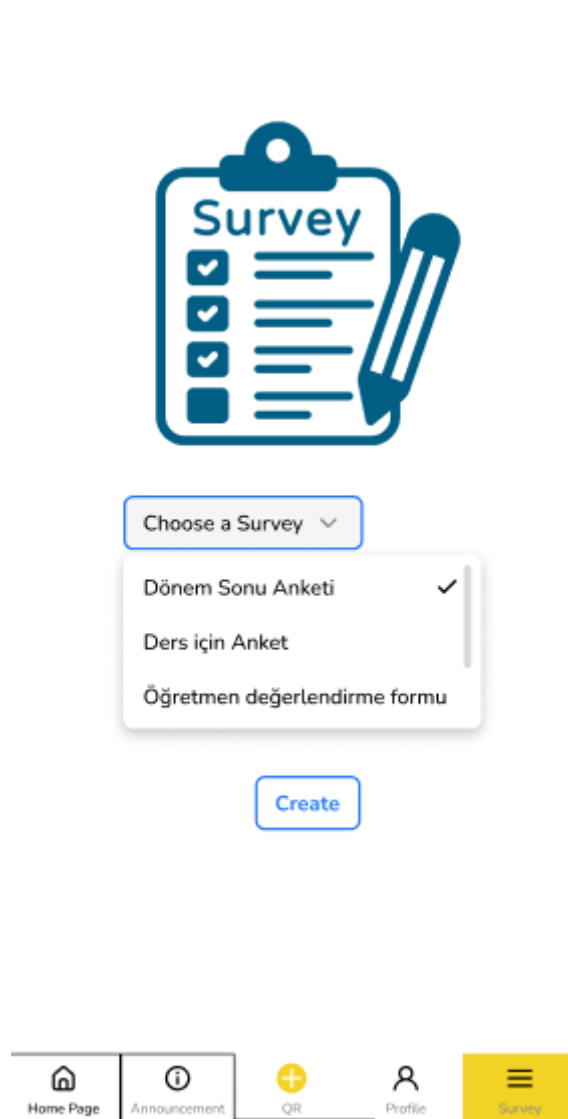 Survey
Choose a Survey
Dönem Sonu Anketi
Ders için Anket
Öğretmen değerlendirme formu
Create
Home Page
Announcement
QR
Profile
Survey